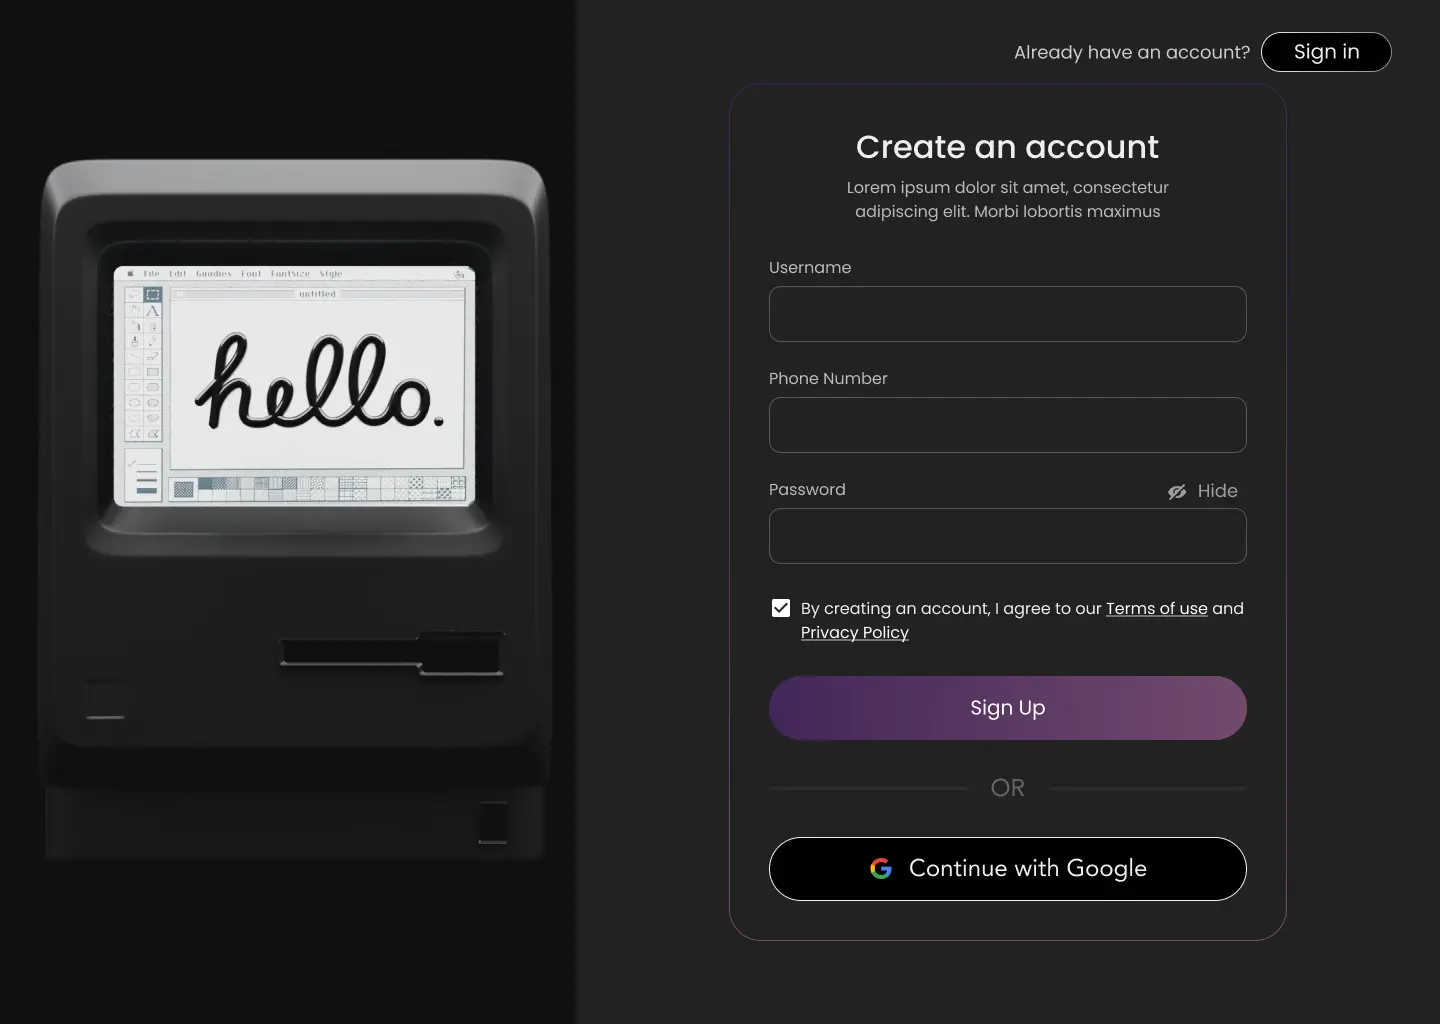 Already have an account?
Sign in
File Edit Goodies Font FontSize Style
untitled
A
hello.
Create an account
Lorem ipsum dolor sit amet, consectetur
adipiscing elit. Morbi lobortis maximus
Username
Phone Number
Password
Hide
By creating an account, I agree to our Terms of use and
Privacy Policy
Sign Up
OR
Continue with Google